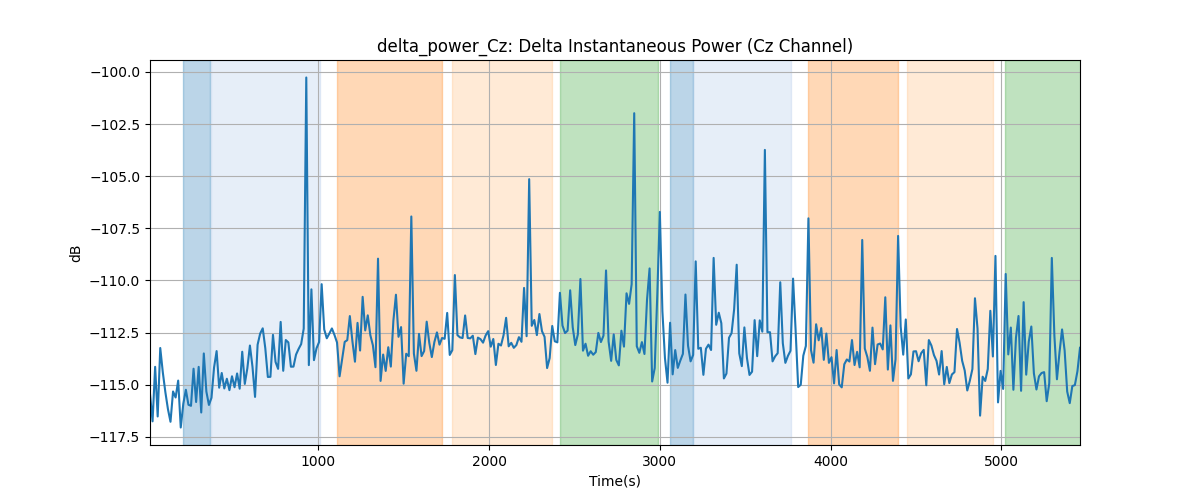 delta_power_Cz: Delta Instantaneous Power (Cz Channel)
−100.0
−102.5
−105.0
−107.5
−110.0
−112.5
−115.0
−117.5
dB
1000 2000 3000 4000 5000
Time(s)